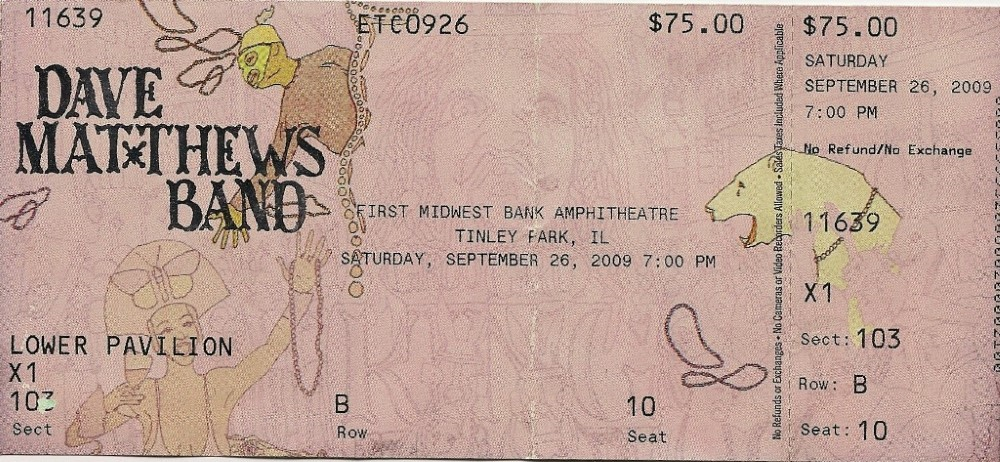 11639
ETC0926
$75.00
DAVE
MATTHEWS
BAND
FIRST MIDWEST BANK AMPHITHEATRE
TINLEY PARK, IL
SATURDAY, SEPTEMBER 26, 2009 7:00 PM
LOWER PAVILION
X1
103
B
10
Sect
Row
Seat
No Refunds or Exchanges • No Cameras or Video Recorders Allowed • Sales Taxes Included Where Applicable
$75.00
SATURDAY
SEPTEMBER 26, 2009
7:00 PM
No Refund/No Exchange
11639
X1
Sect: 103
Row: B
Seat: 10